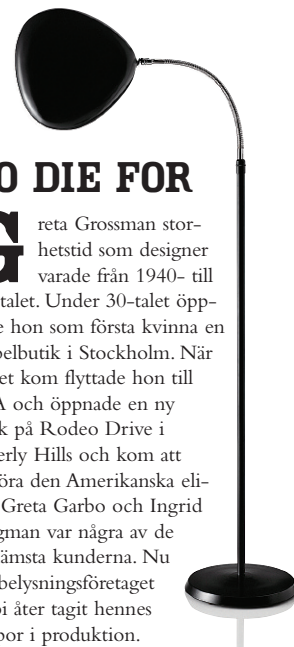 O DIE FOR
Greta Grossman stor-
hetstid som designer
varade från 1940- till
talet. Under 30-talet öpp-
e hon som första kvinna en
belbutik i Stockholm. När
et kom flyttade hon till
A och öppnade en ny
k på Rodeo Drive i
erly Hills och kom att
öra den Amerikanska eli-
Greta Garbo och Ingrid
gman var några av de
ämsta kunderna. Nu
belysningsföretaget
bi åter tagit hennes
por i produktion.